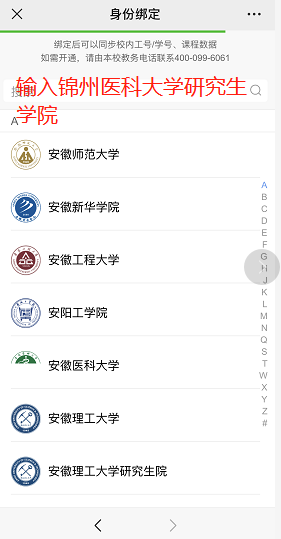 身份绑定
绑定后可以同步校内工号/学号、课程数据
如需开通，请由本校教务电话联系400-099-6061
输入锦州医科大学研究生
学院
A
安徽师范大学
安徽新华学院
安徽工程大学
安阳工学院
安徽医科大学
安徽理工大学
安徽理工大学研究生院
A
B
C
D
E
F
G
H
J
K
L
M
N
Q
S
T
W
X
Y
Z
#